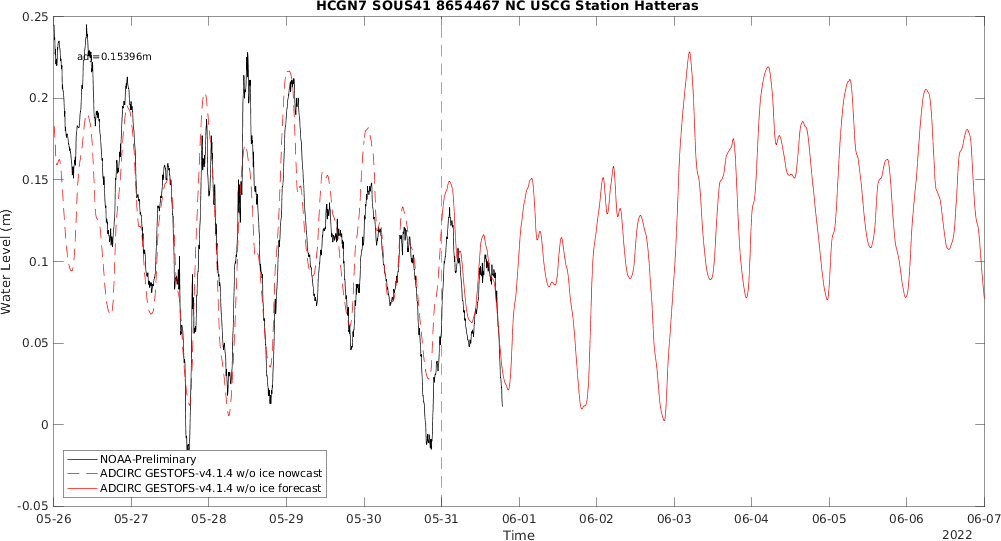 HCGN7 SOUS41 8654467 NC USCG Station Hatteras
0.25
0.2
0.15
0.1
0.05
0
-0.05
Water Level (m)
=0.15396m
NOAA-Preliminary
ADCIRC GESTOFS-v4.1.4 w/o ice nowcast
ADCIRC GESTOFS-v4.1.4 w/o ice forecast
05-26 05-27 05-28 05-29 05-30 05-31 06-01 06-02 06-03 06-04 06-05 06-06 06-07
Time
2022